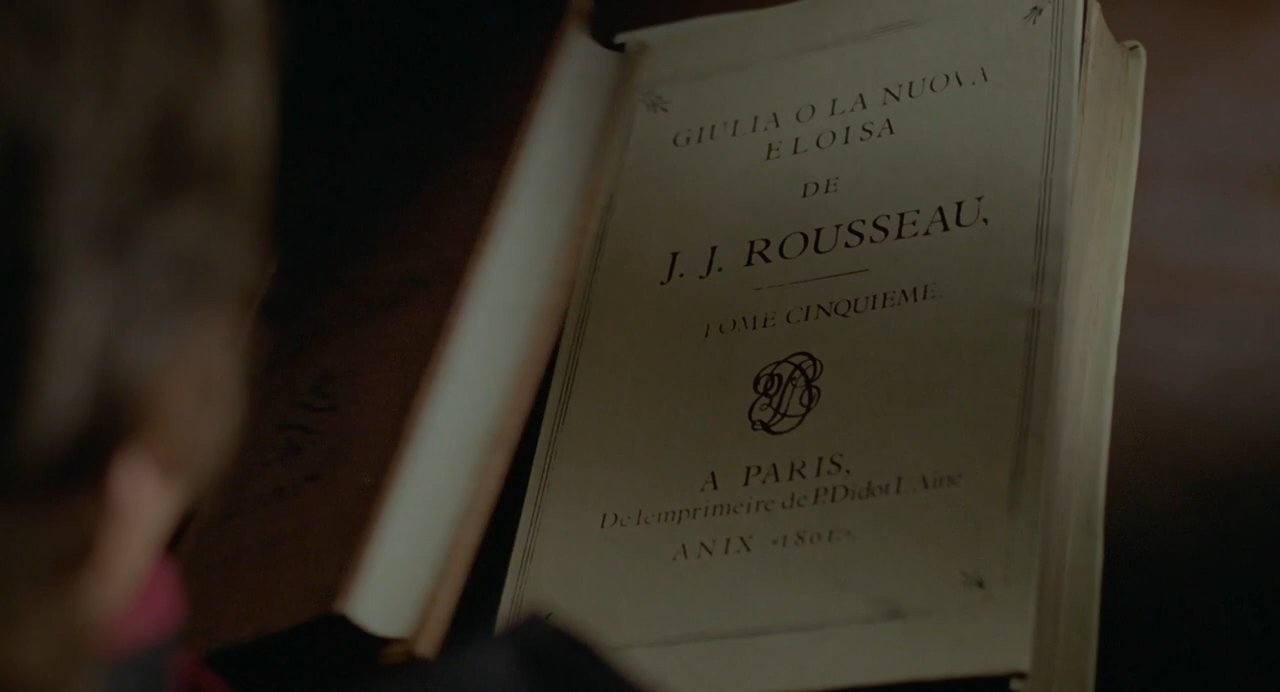 GIULIA O LA NUOVA
ELOISA
DE
J. J. ROUSSEAU,
TOME CINQUIEME.
A PARIS,
De lemprimeire de P. Didot L Aine
AN IX <1801>